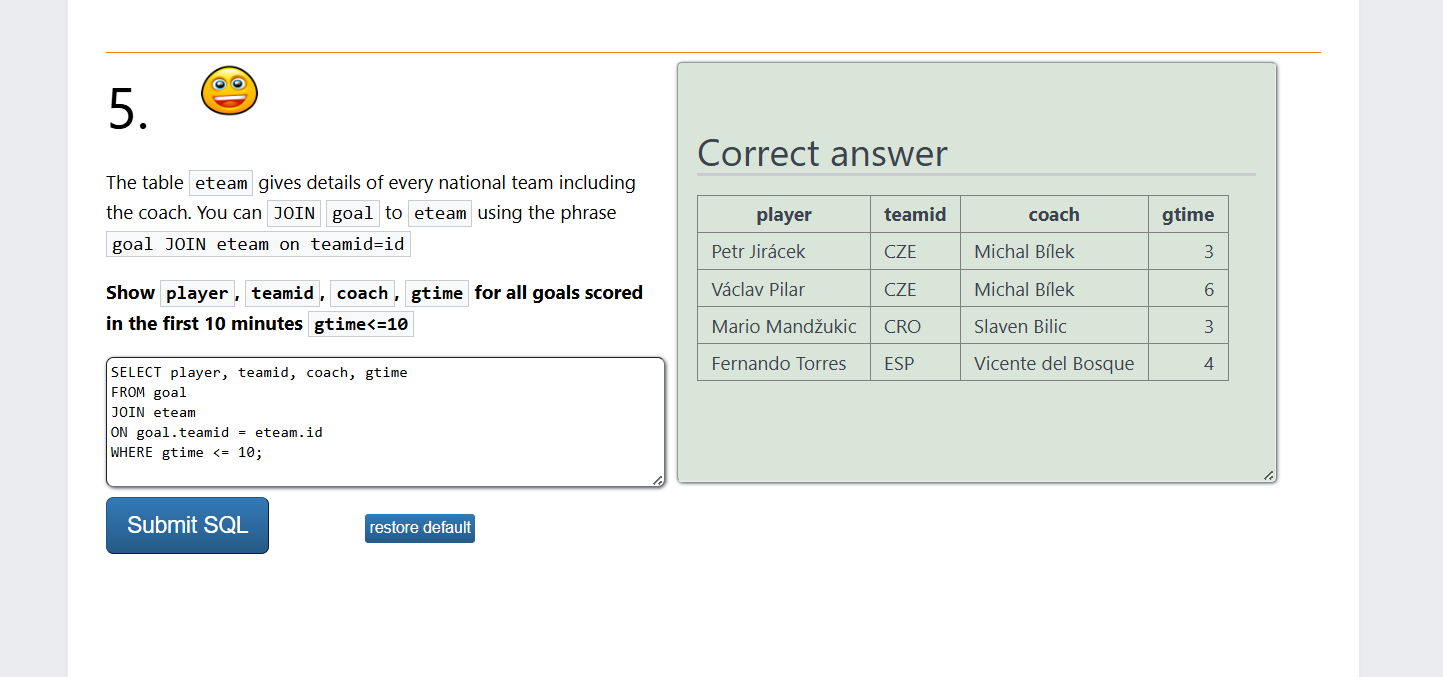 5.
The table eteam gives details of every national team including
the coach. You can JOIN goal to eteam using the phrase
goal JOIN eteam on teamid=id
Show player, teamid, coach, gtime for all goals scored
in the first 10 minutes gtime<=10
SELECT player, teamid, coach, gtime
FROM goal
JOIN eteam
ON goal.teamid = eteam.id
WHERE gtime <= 10;
Submit SQL
restore default
Correct answer
player teamid coach gtime
Petr Jirácek CZE Michal Bílek 3
Václav Pilar CZE Michal Bílek 6
Mario Mandžukic CRO Slaven Bilic 3
Fernando Torres ESP Vicente del Bosque 4